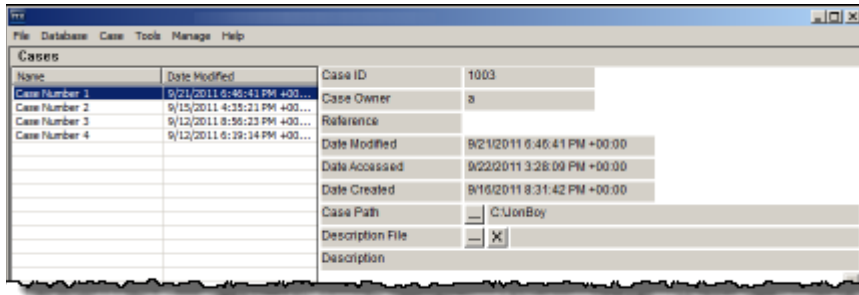 File Database Case Tools Manage Help
Cases
Name Date Modified
Case Number 1 9/21/2011 6:46:41 PM +00...
Case Number 2 9/15/2011 4:35:21 PM +00...
Case Number 3 9/12/2011 8:56:23 PM +00...
Case Number 4 9/12/2011 6:19:14 PM +00...
Case ID 1003
Case Owner a
Reference
Date Modified 9/21/2011 6:46:41 PM +00:00
Date Accessed 9/22/2011 3:28:09 PM +00:00
Date Created 9/16/2011 8:31:42 PM +00:00
Case Path ... C:\JonBoy
Description File ... X
Description